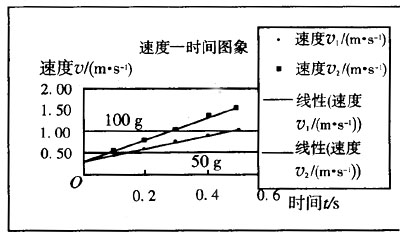 速度—时间图象
速度v/(m•s⁻¹)
2.00
1.50
1.00
0.50
O
100 g
50 g
0.2
0.4
0.6
时间t/s
速度v₁/(m•s⁻¹)
速度v₂/(m•s⁻¹)
线性(速度
v₁/(m•s⁻¹))
线性(速度
v₂/(m•s⁻¹))